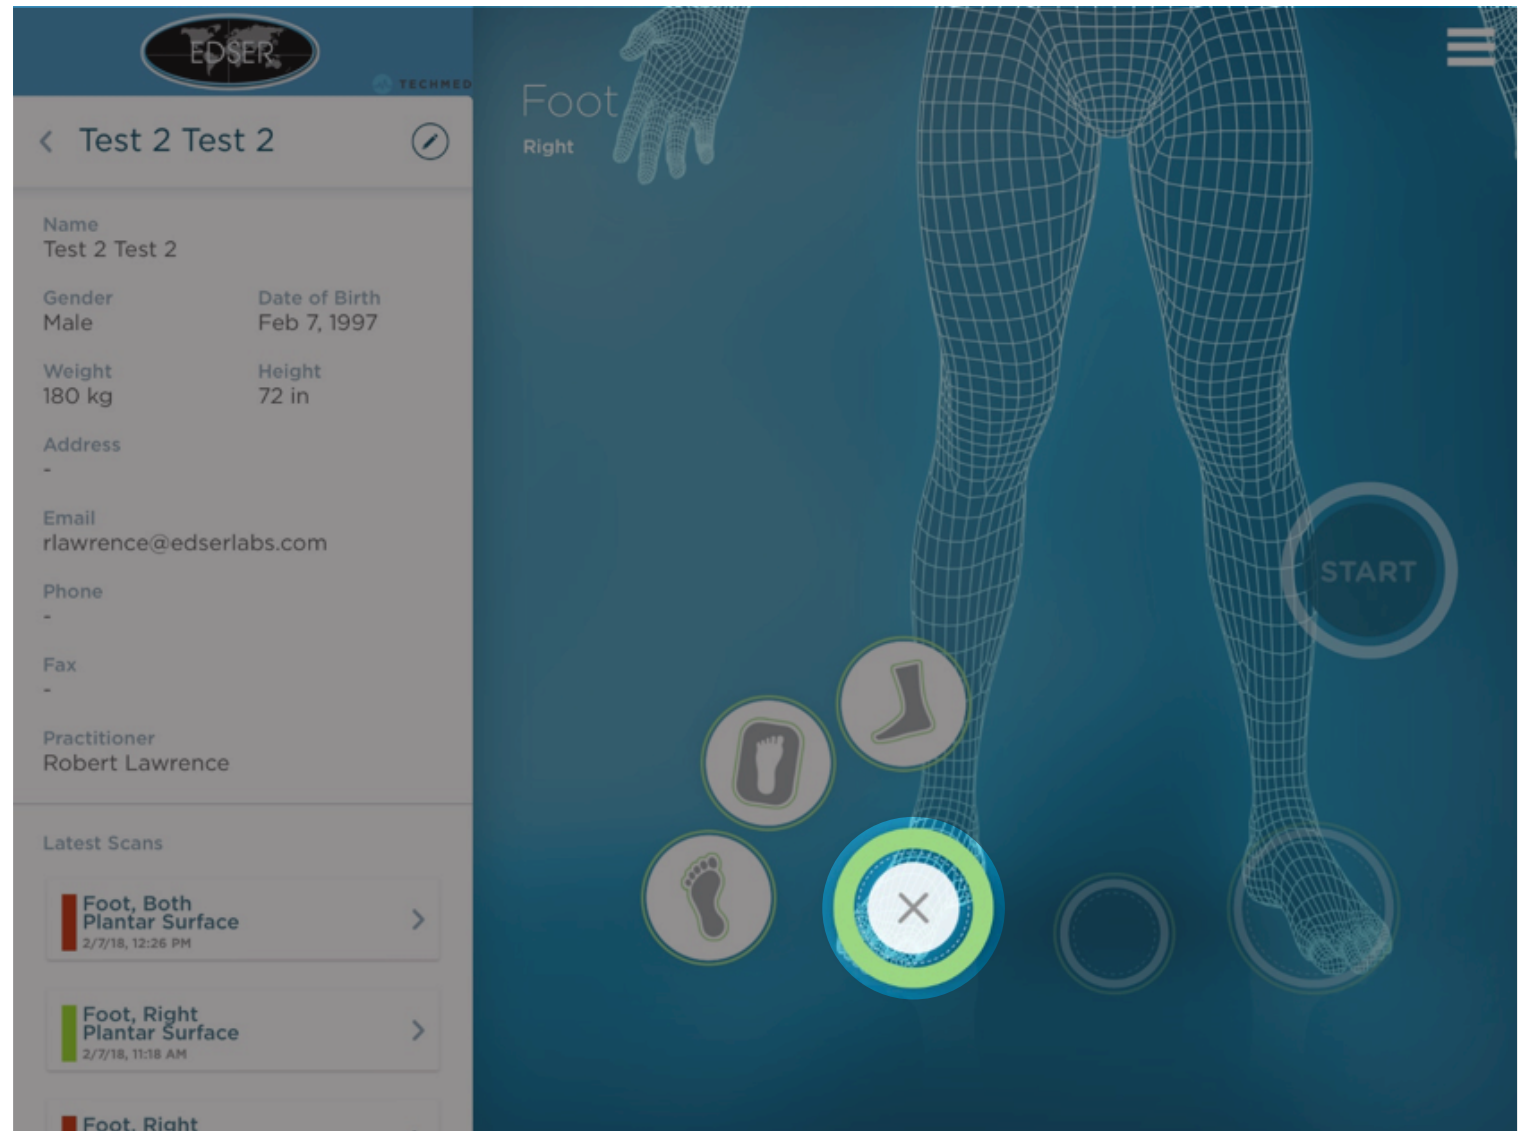 EDSER
TECHMED
Test 2 Test 2
Name
Test 2 Test 2
Gender
Date of Birth
Male
Feb 7, 1997
Weight
Height
180 kg
72 in
Address
-
Email
rlawrence@edserlabs.com
Phone
-
Fax
-
Practitioner
Robert Lawrence
Latest Scans
Foot, Both
Plantar Surface
2/7/18, 12:26 PM
Foot, Right
Plantar Surface
2/7/18, 11:18 AM
Foot, Right
Foot
Right
START